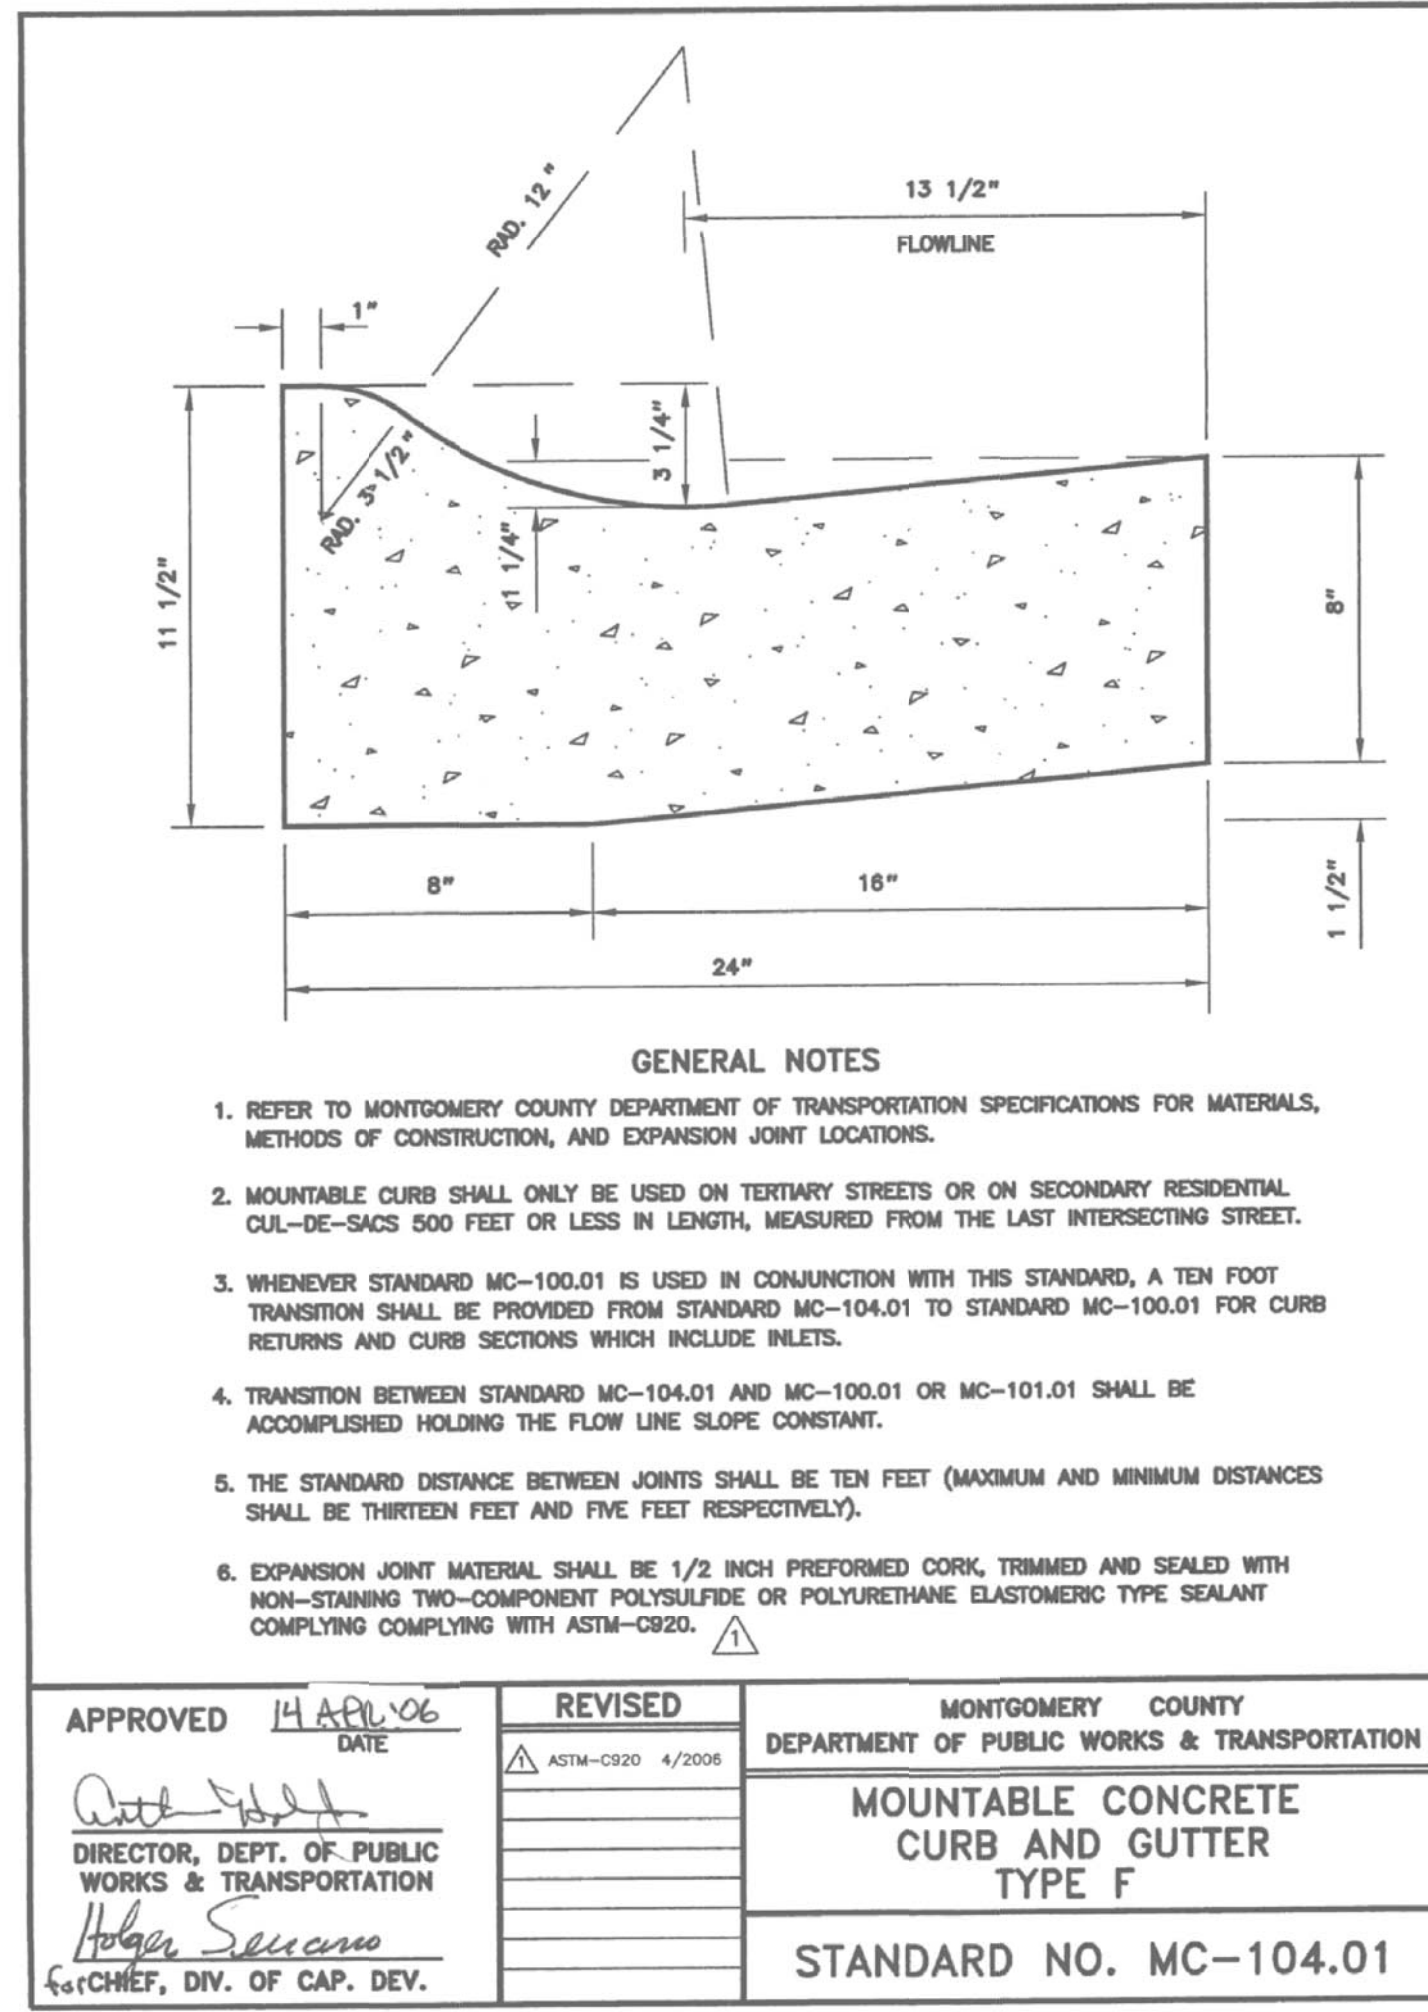 RAD. 12"
13 1/2"
FLOWLINE
1"
3 1/4"
RAD. 3-1/2"
1 1/4"
11 1/2"
8"
8"
16"
1 1/2"
24"
GENERAL NOTES
1. REFER TO MONTGOMERY COUNTY DEPARTMENT OF TRANSPORTATION SPECIFICATIONS FOR MATERIALS,
METHODS OF CONSTRUCTION, AND EXPANSION JOINT LOCATIONS.
2. MOUNTABLE CURB SHALL ONLY BE USED ON TERTIARY STREETS OR ON SECONDARY RESIDENTIAL
CUL-DE-SACS 500 FEET OR LESS IN LENGTH, MEASURED FROM THE LAST INTERSECTING STREET.
3. WHENEVER STANDARD MC-100.01 IS USED IN CONJUNCTION WITH THIS STANDARD, A TEN FOOT
TRANSITION SHALL BE PROVIDED FROM STANDARD MC-104.01 TO STANDARD MC-100.01 FOR CURB
RETURNS AND CURB SECTIONS WHICH INCLUDE INLETS.
4. TRANSITION BETWEEN STANDARD MC-104.01 AND MC-100.01 OR MC-101.01 SHALL BE
ACCOMPLISHED HOLDING THE FLOW LINE SLOPE CONSTANT.
5. THE STANDARD DISTANCE BETWEEN JOINTS SHALL BE TEN FEET (MAXIMUM AND MINIMUM DISTANCES
SHALL BE THIRTEEN FEET AND FIVE FEET RESPECTIVELY).
6. EXPANSION JOINT MATERIAL SHALL BE 1/2 INCH PREFORMED CORK, TRIMMED AND SEALED WITH
NON-STAINING TWO-COMPONENT POLYSULFIDE OR POLYURETHANE ELASTOMERIC TYPE SEALANT
COMPLYING COMPLYING WITH ASTM-C920. 1
APPROVED 14 APR '06
DATE
DIRECTOR, DEPT. OF PUBLIC
WORKS & TRANSPORTATION
Holger Serrano
for CHIEF, DIV. OF CAP. DEV.
REVISED
1 ASTM-C920 4/2006
MONTGOMERY COUNTY
DEPARTMENT OF PUBLIC WORKS & TRANSPORTATION
MOUNTABLE CONCRETE
CURB AND GUTTER
TYPE F
STANDARD NO. MC-104.01